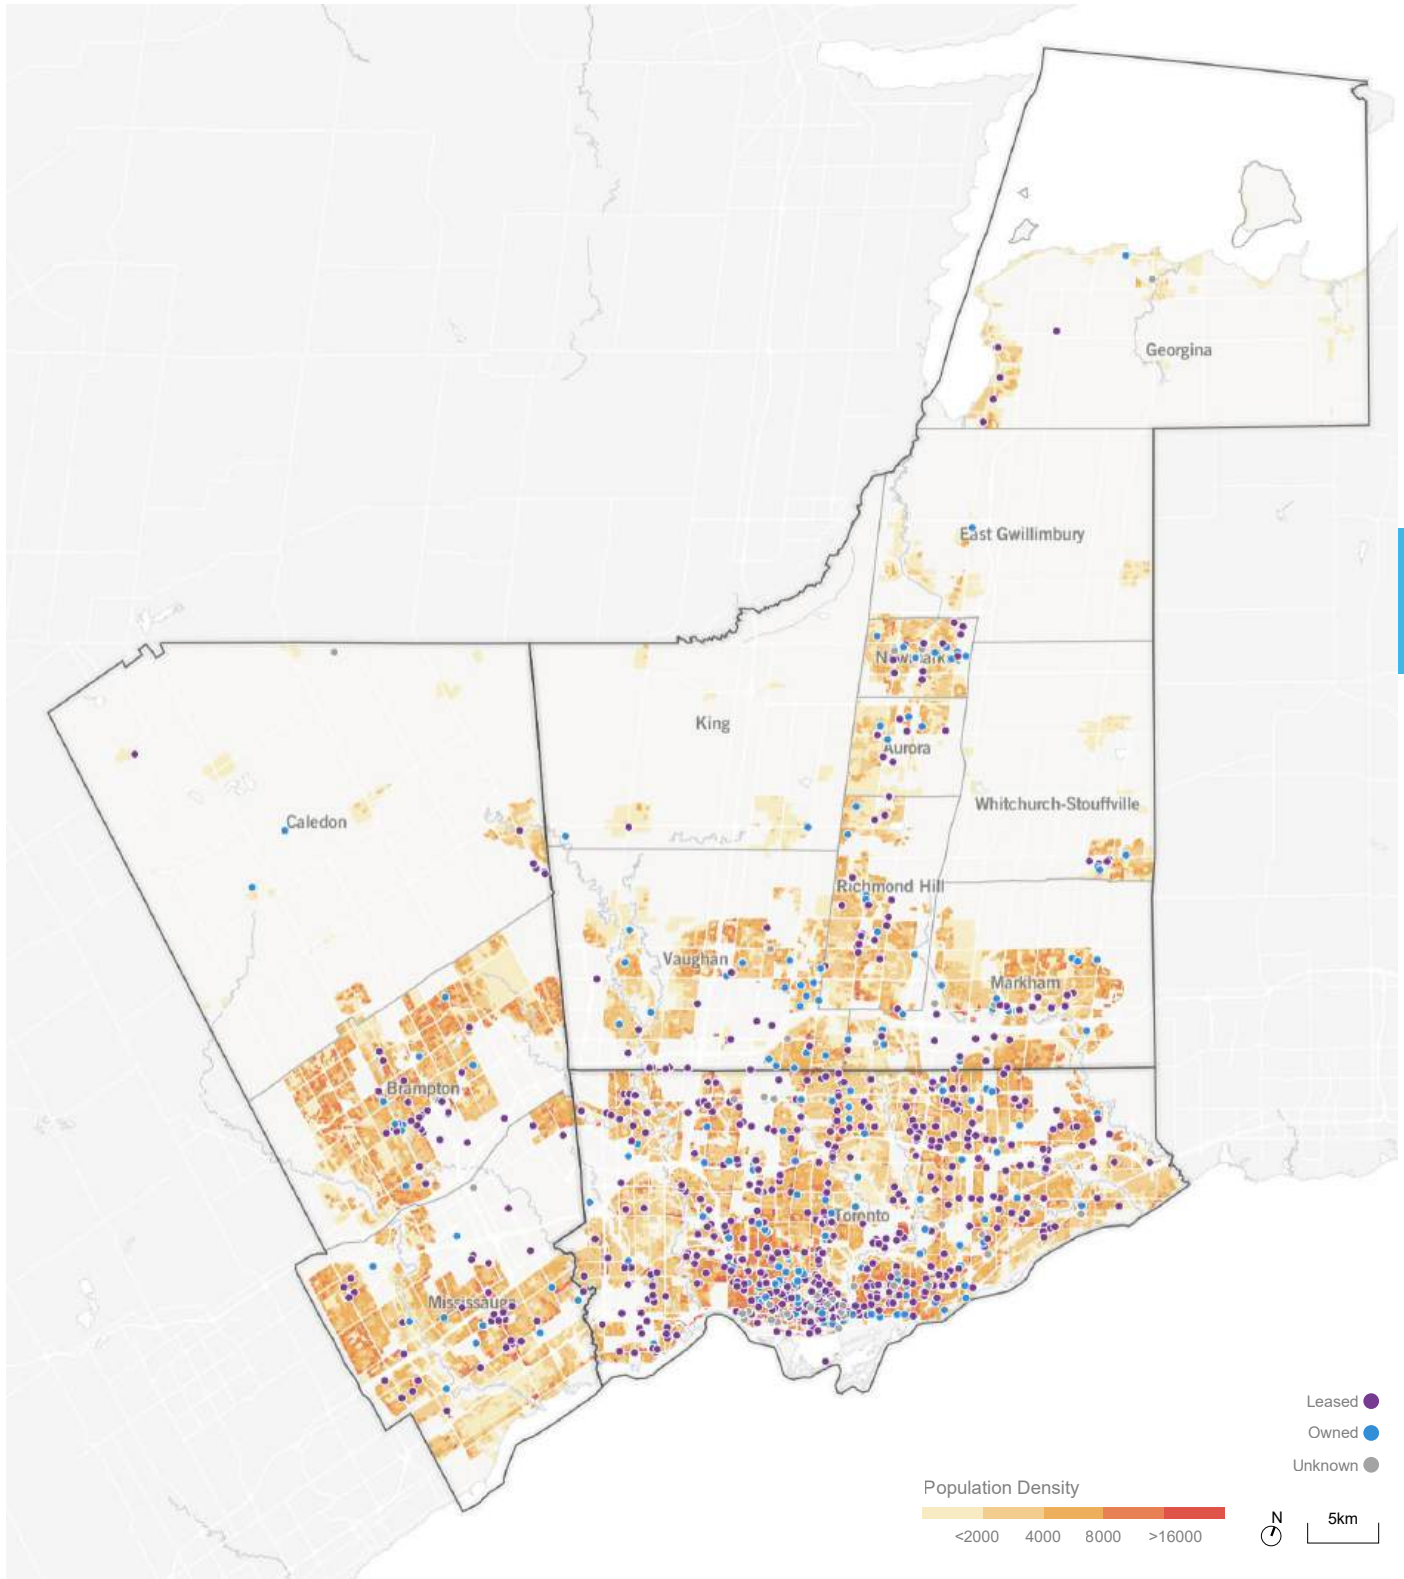 Georgina
East Gwillimbury
Newmarket
King
Aurora
Whitchurch-Stouffville
Caledon
Richmond Hill
Vaughan
Markham
Brampton
Toronto
Mississauga
Leased
Owned
Unknown
Population Density
<2000 4000 8000 >16000
N
5km